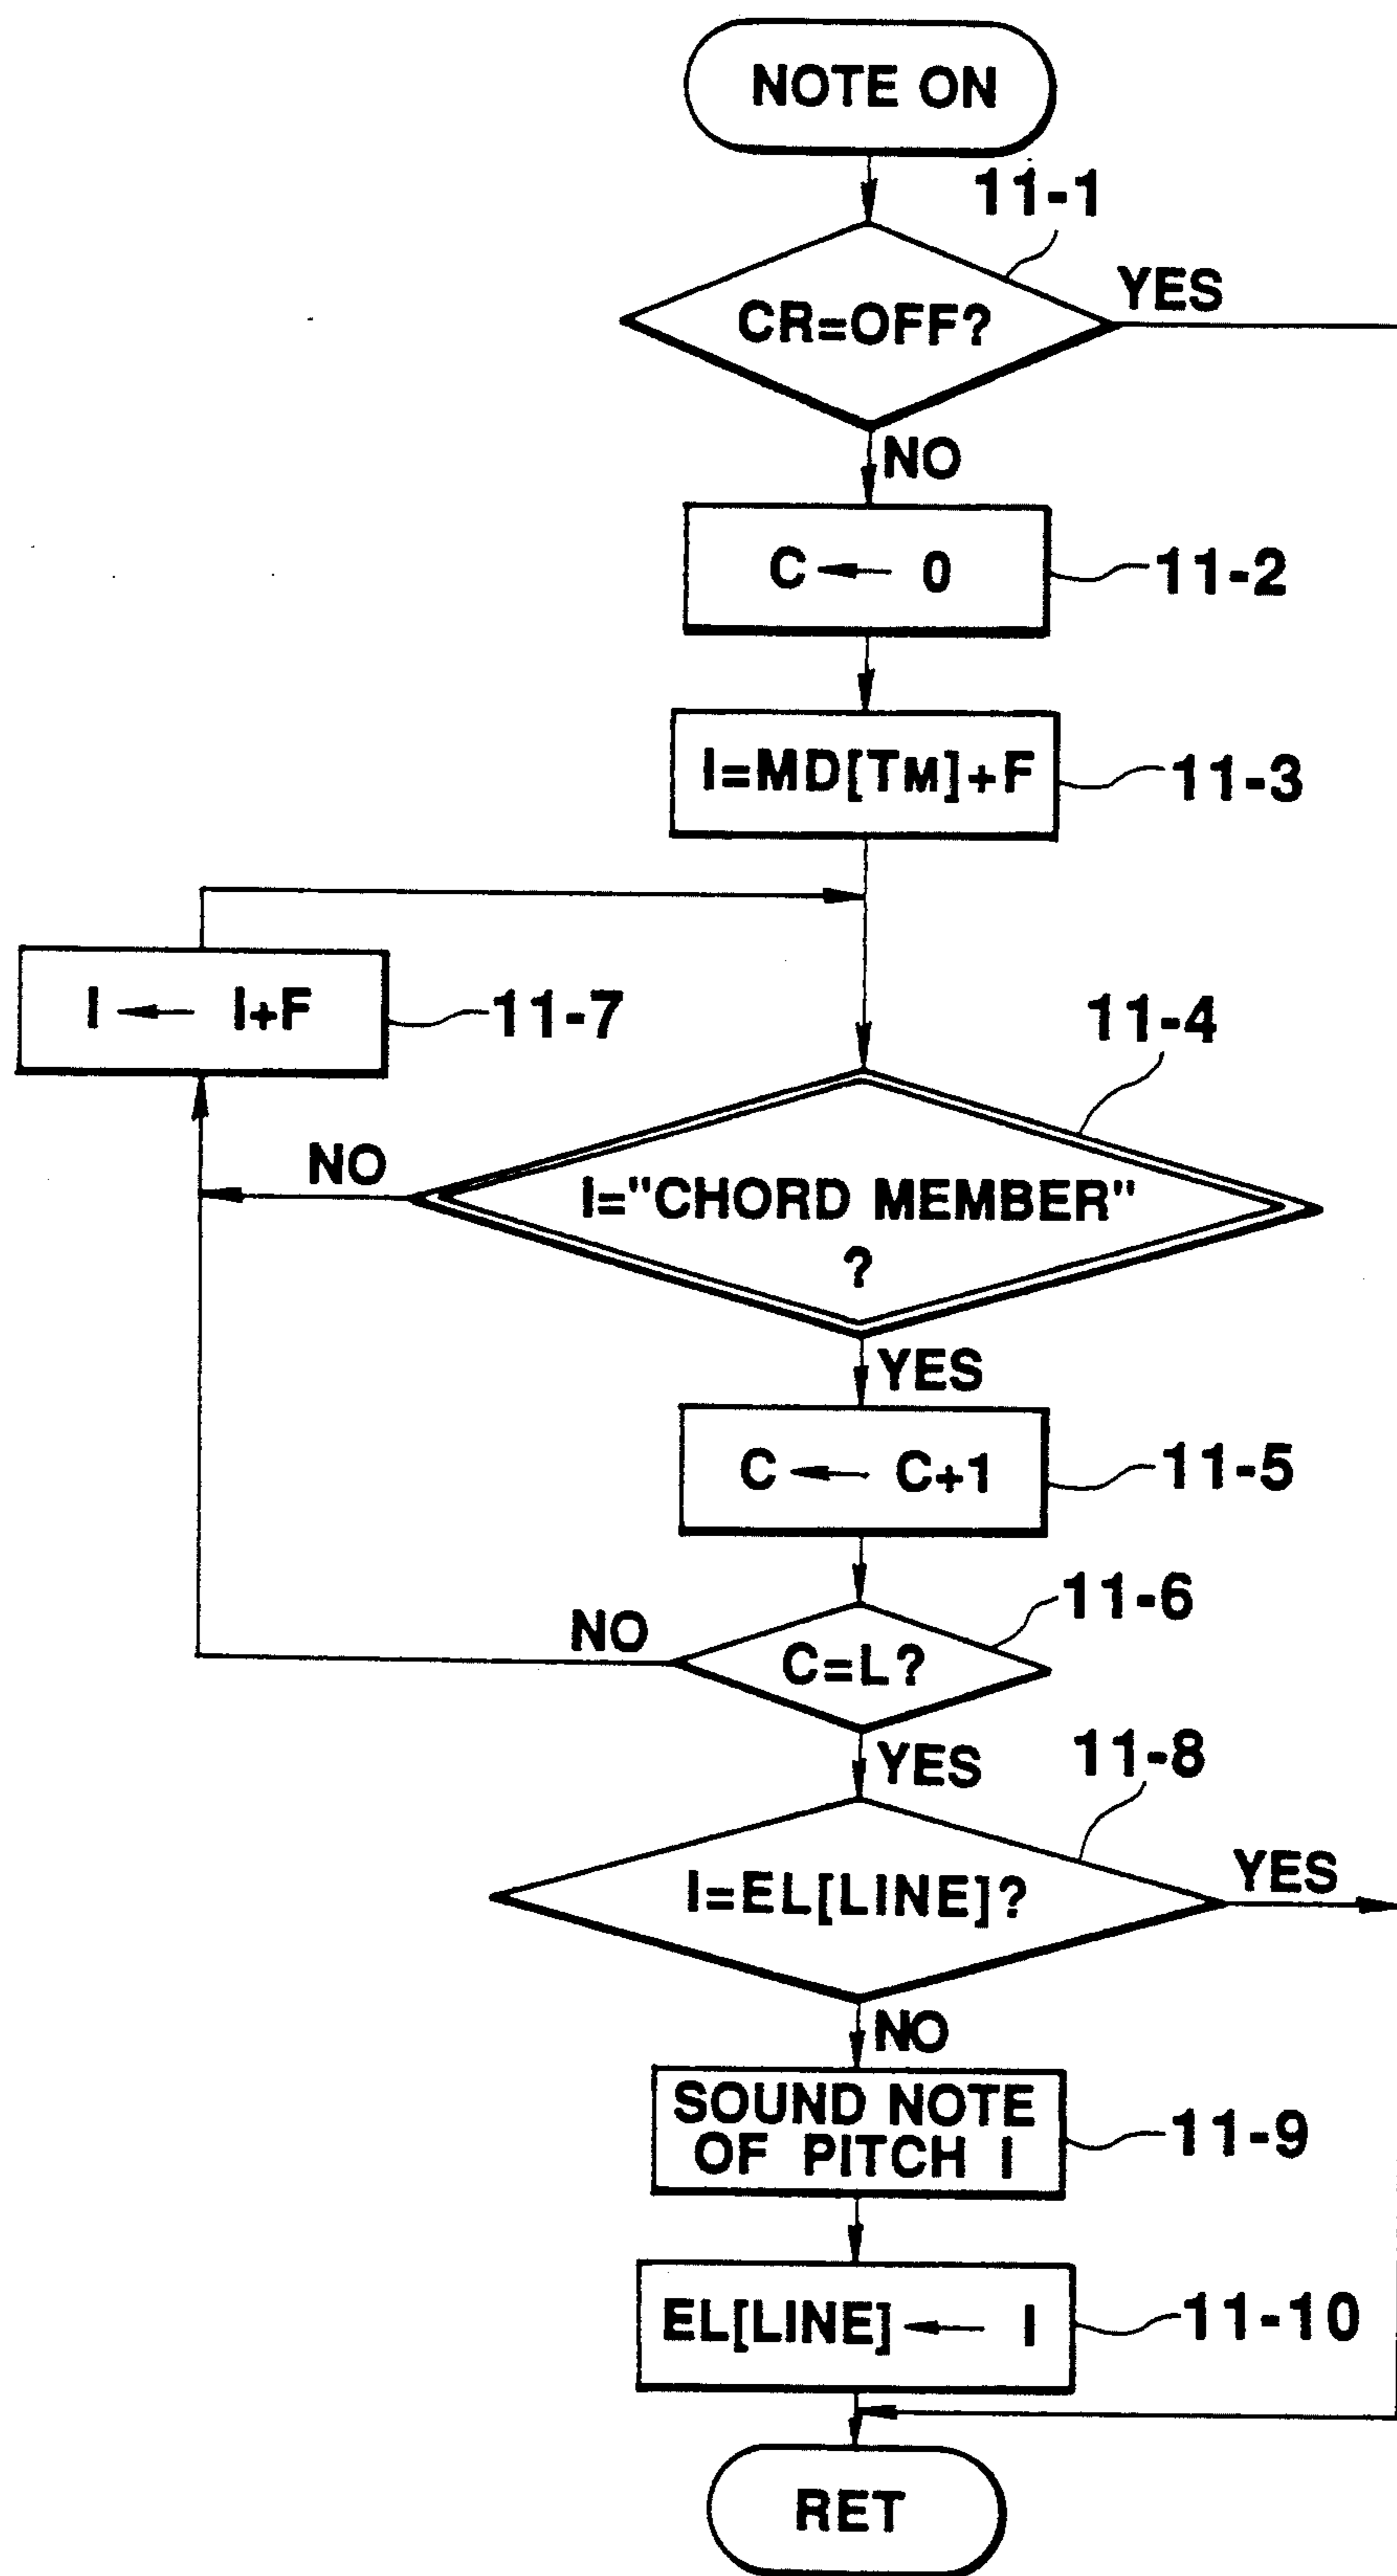 NOTE ON
11-1
CR=OFF?
YES
NO
C ← 0
11-2
I=MD[TM]+F
11-3
I ← I+F
11-7
11-4
NO
I="CHORD MEMBER"
?
YES
C ← C+1
11-5
11-6
NO
C=L?
YES
11-8
I=EL[LINE]?
YES
NO
SOUND NOTE
OF PITCH I
11-9
EL[LINE] ← I
11-10
RET